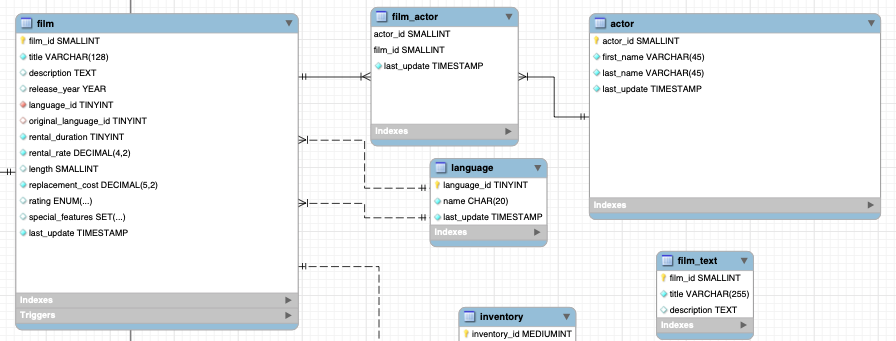 film
film_id SMALLINT
title VARCHAR(128)
description TEXT
release_year YEAR
language_id TINYINT
original_language_id TINYINT
rental_duration TINYINT
rental_rate DECIMAL(4,2)
length SMALLINT
replacement_cost DECIMAL(5,2)
rating ENUM(...)
special_features SET(...)
last_update TIMESTAMP
Indexes
Triggers
film_actor
actor_id SMALLINT
film_id SMALLINT
last_update TIMESTAMP
Indexes
actor
actor_id SMALLINT
first_name VARCHAR(45)
last_name VARCHAR(45)
last_update TIMESTAMP
Indexes
language
language_id TINYINT
name CHAR(20)
last_update TIMESTAMP
Indexes
film_text
film_id SMALLINT
title VARCHAR(255)
description TEXT
Indexes
inventory
inventory_id MEDIUMINT